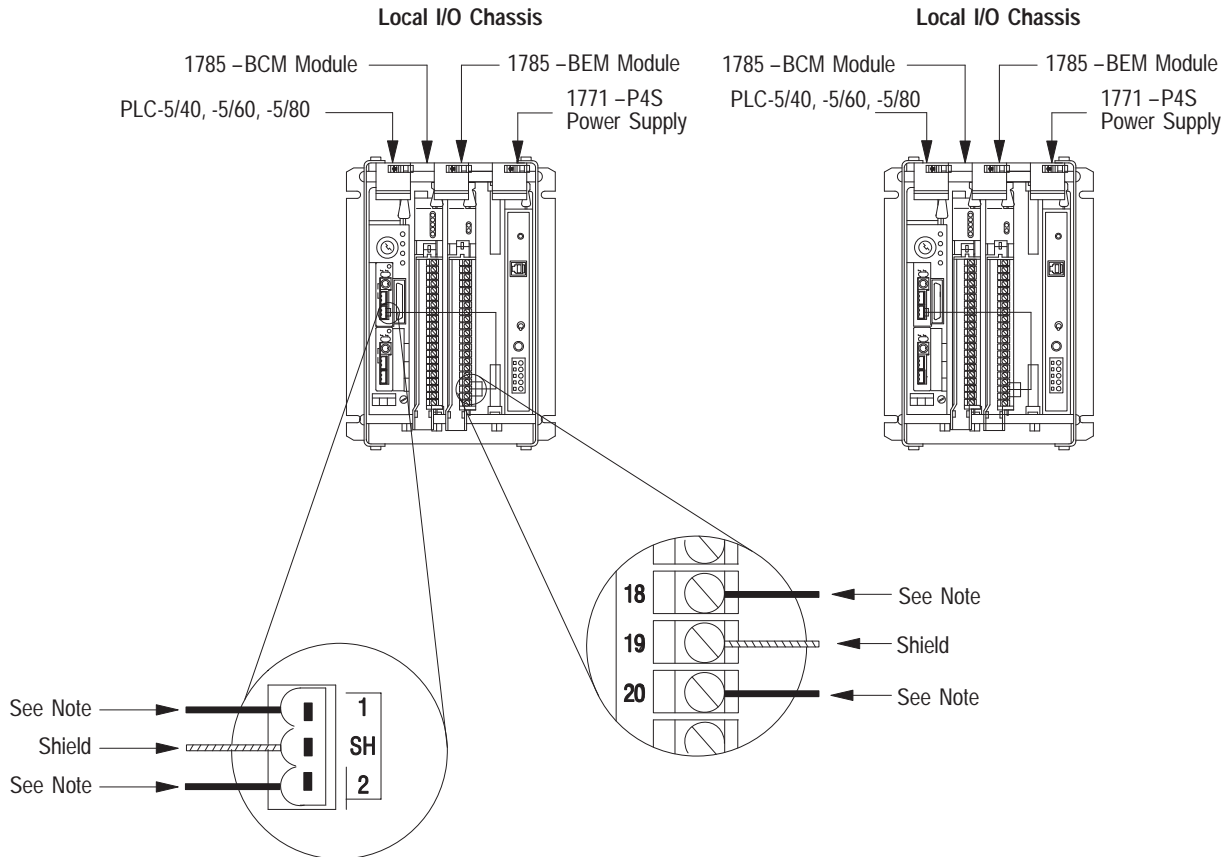 Local I/O Chassis
Local I/O Chassis
1785 –BCM Module
1785 –BEM Module
PLC-5/40, -5/60, -5/80
1771 –P4S
Power Supply
1785 –BCM Module
1785 –BEM Module
PLC-5/40, -5/60, -5/80
1771 –P4S
Power Supply
18
See Note
19
Shield
20
See Note
See Note
1
Shield
SH
See Note
2